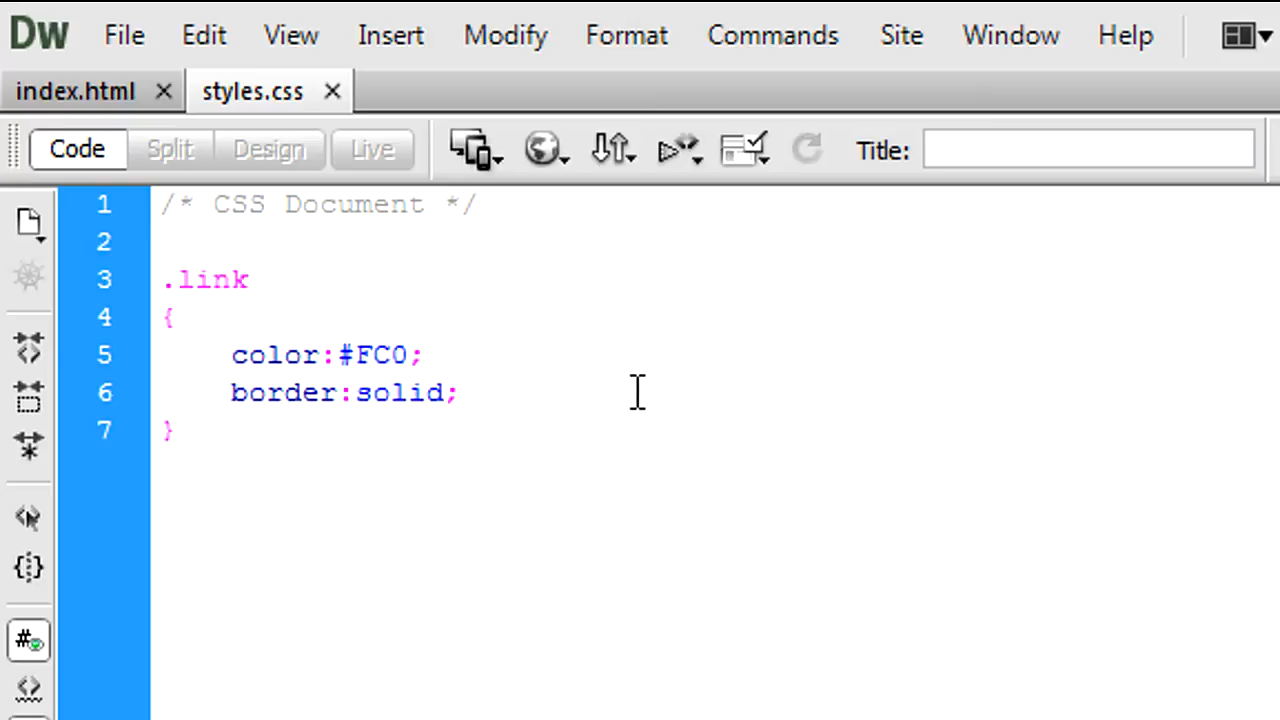 Dw File Edit View Insert Modify Format Commands Site Window Help
index.html × styles.css ×
Code Split Design Live Title:
1 /* CSS Document */
2
3 .link
4 {
5 color:#FC0;
6 border:solid;
7 }